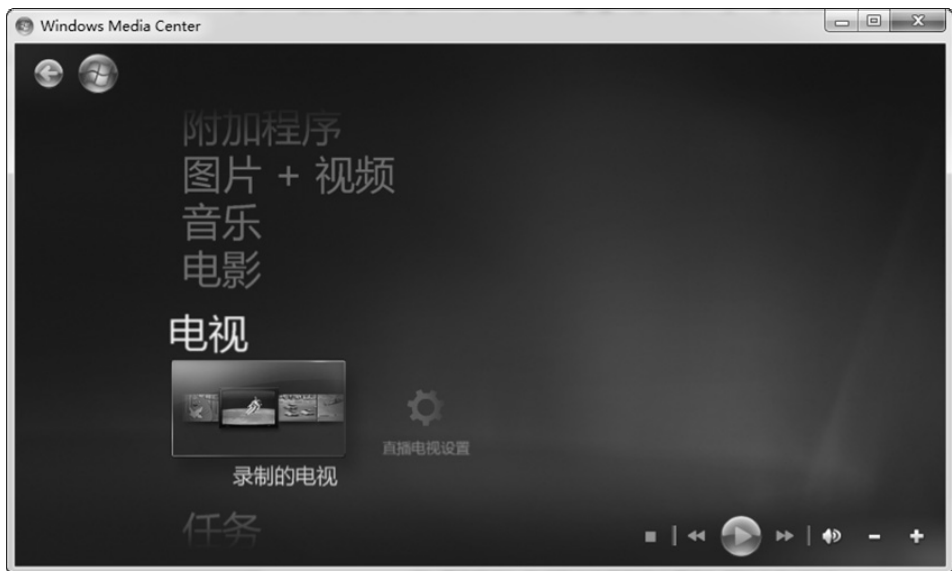 Windows Media Center
附加程序
图片 + 视频
音乐
电影
电视
录制的电视
直播电视设置
任务